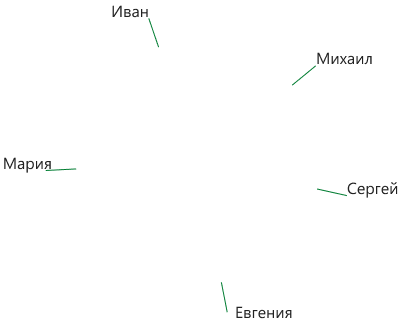 Иван
Михаил
Мария
Сергей
Евгения